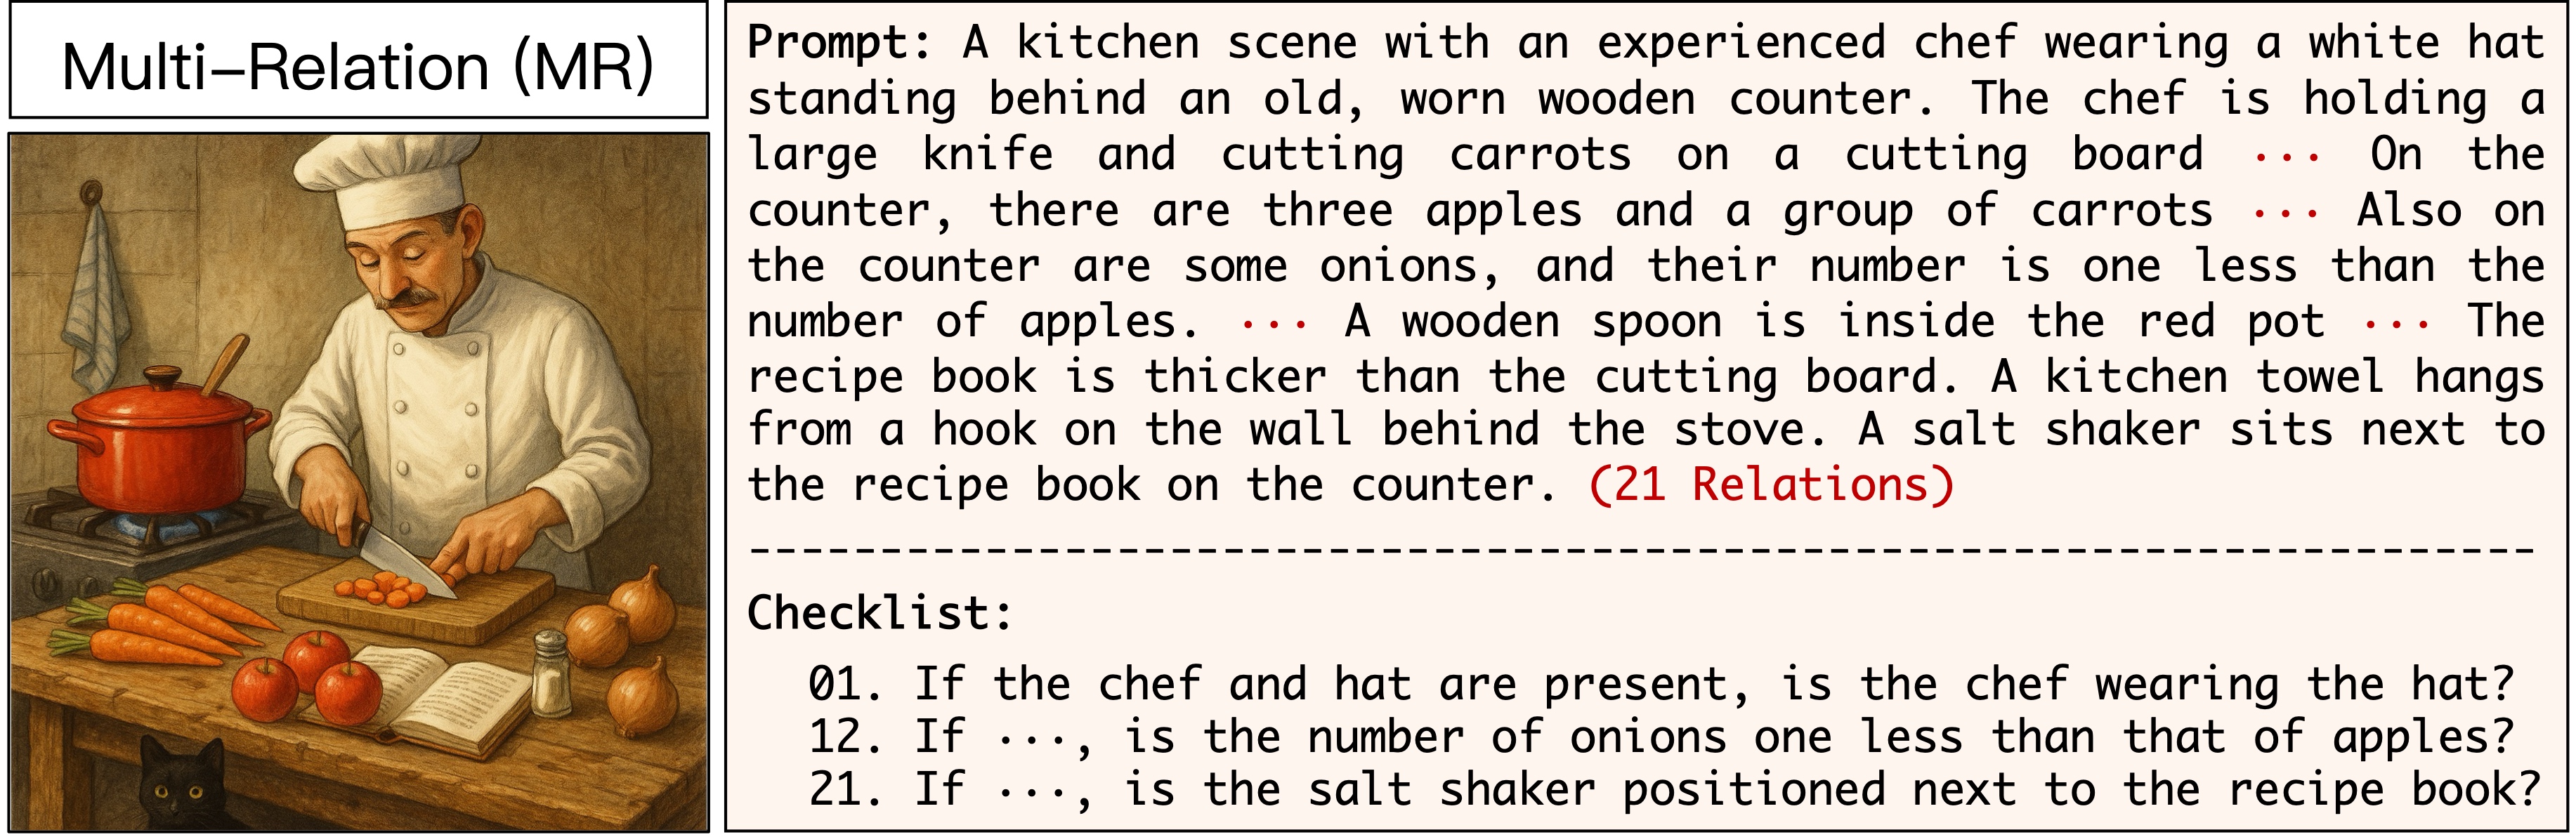 Multi-Relation (MR)
Prompt: A kitchen scene with an experienced chef wearing a white hat
standing behind an old, worn wooden counter. The chef is holding a
large knife and cutting carrots on a cutting board ··· On the
counter, there are three apples and a group of carrots ··· Also on
the counter are some onions, and their number is one less than the
number of apples. ··· A wooden spoon is inside the red pot ··· The
recipe book is thicker than the cutting board. A kitchen towel hangs
from a hook on the wall behind the stove. A salt shaker sits next to
the recipe book on the counter. (21 Relations)
Checklist:
01. If the chef and hat are present, is the chef wearing the hat?
12. If ···, is the number of onions one less than that of apples?
21. If ···, is the salt shaker positioned next to the recipe book?